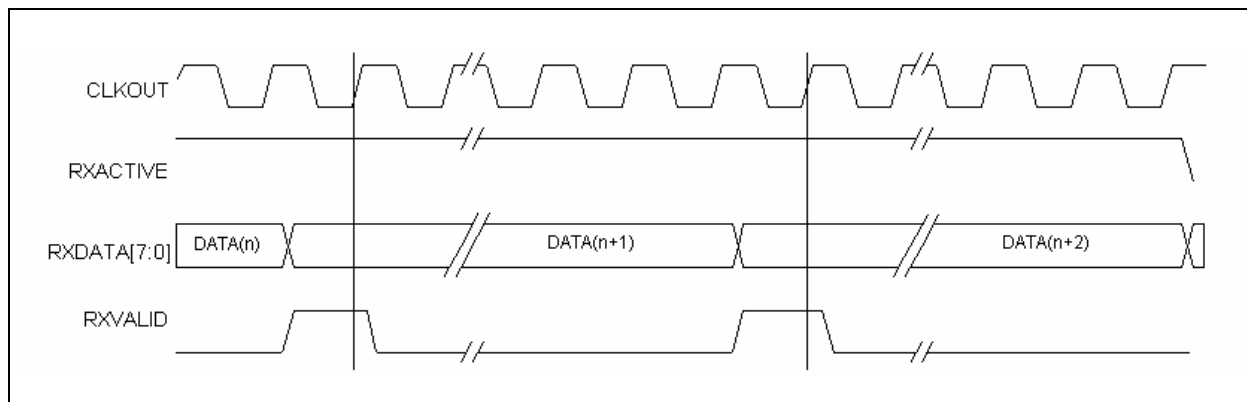 CLKOUT
RXACTIVE
RXDATA[7:0] DATA(n) DATA(n+1) DATA(n+2)
RXVALID